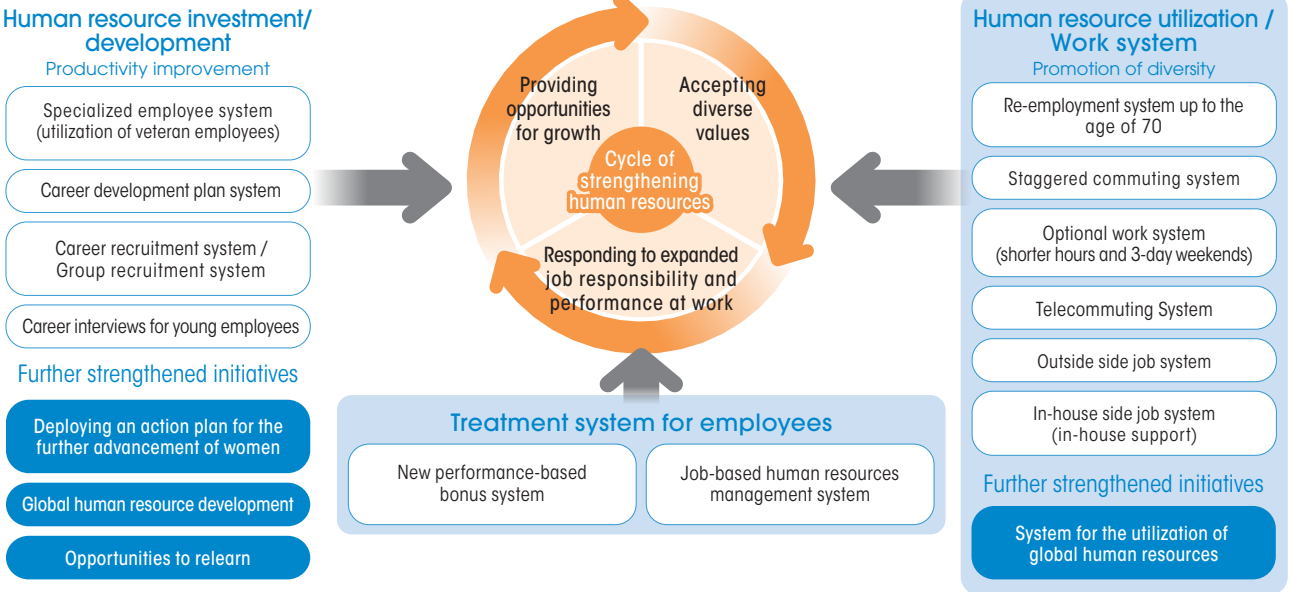 Human resource investment/
development
Productivity improvement
Specialized employee system
(utilization of veteran employees)
Career development plan system
Career recruitment system /
Group recruitment system
Career interviews for young employees
Further strengthened initiatives
Deploying an action plan for the
further advancement of women
Global human resource development
Opportunities to relearn
Providing
opportunities
for growth
Accepting
diverse
values
Cycle of
strengthening
human resources
Responding to expanded
job responsibility and
performance at work
Treatment system for employees
New performance-based
bonus system
Job-based human resources
management system
Human resource utilization /
Work system
Promotion of diversity
Re-employment system up to the
age of 70
Staggered commuting system
Optional work system
(shorter hours and 3-day weekends)
Telecommuting System
Outside side job system
In-house side job system
(in-house support)
Further strengthened initiatives
System for the utilization of
global human resources